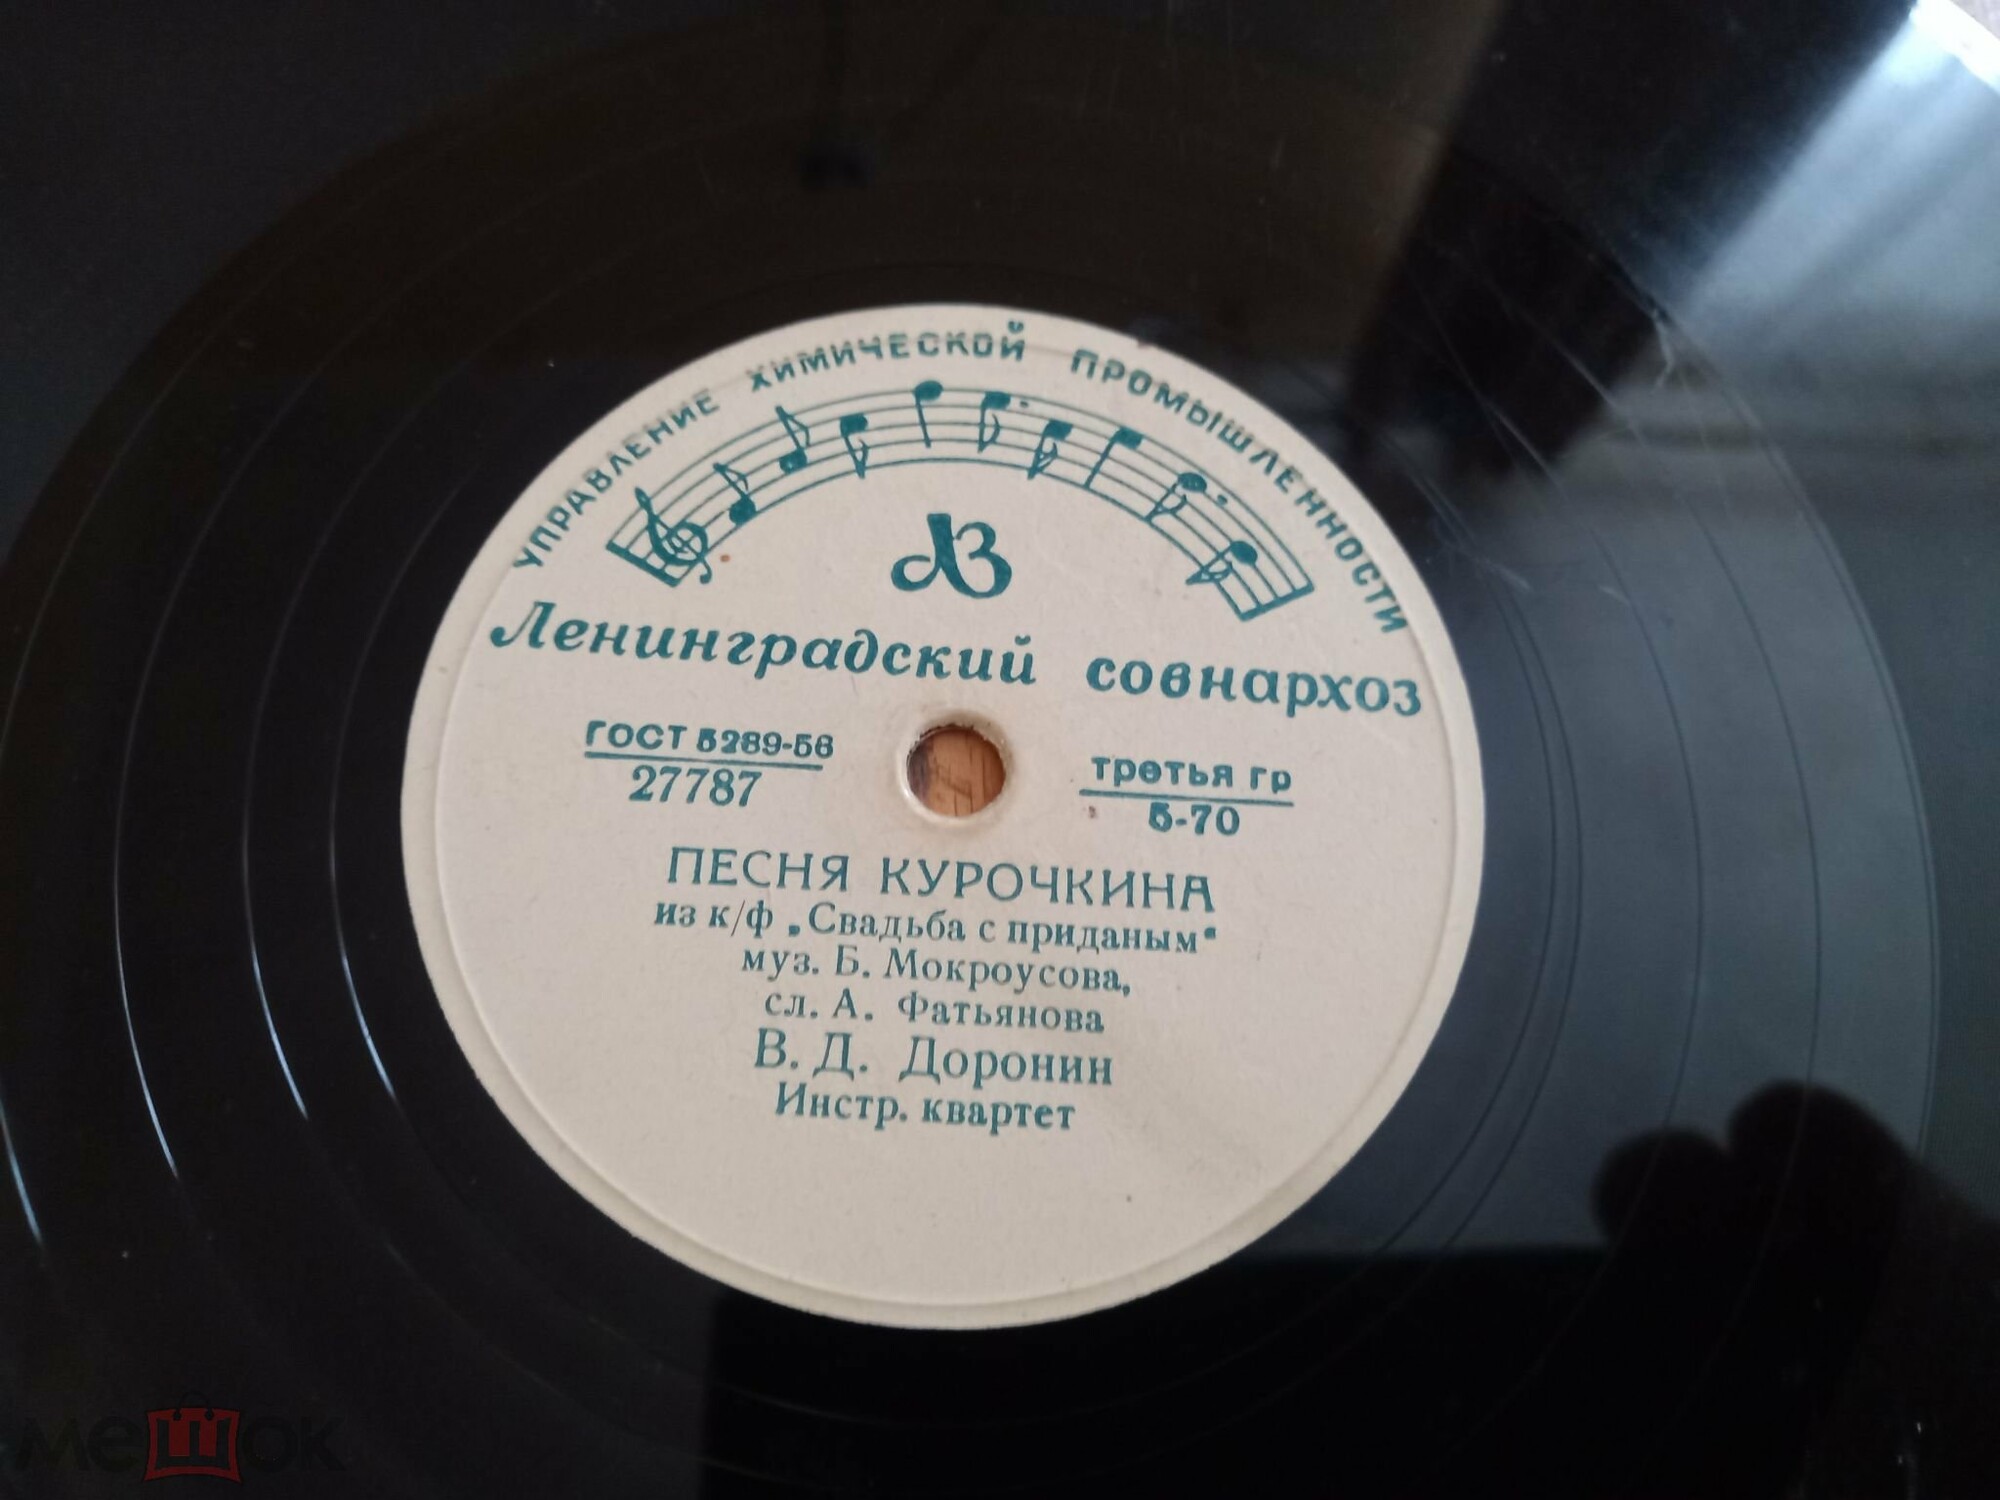 УПРАВЛЕНИЕ ХИМИЧЕСКОЙ ПРОМЫШЛЕННОСТИ
ЛЗ
Ленинградский совнархоз
ГОСТ 5289-56
27787
третья гр
5-70
ПЕСНЯ КУРОЧКИНА
из к/ф „Свадьба с приданым“
муз. Б. Мокроусова,
сл. А. Фатьянова
В. Д. Доронин
Инстр. квартет
мешок